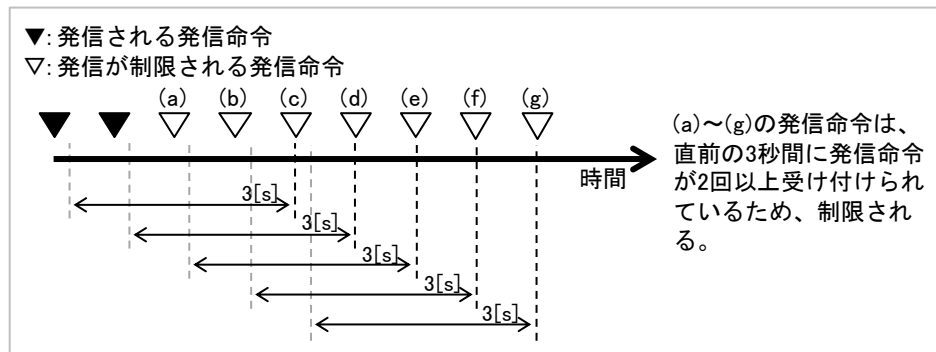 ▼: 発信される発信命令
▽: 発信が制限される発信命令
(a) (b) (c) (d) (e) (f) (g)
(a)～(g)の発信命令は、
直前の3秒間に発信命令
が2回以上受け付けられ
ているため、制限され
る。
時間
3[s]
3[s]
3[s]
3[s]
3[s]